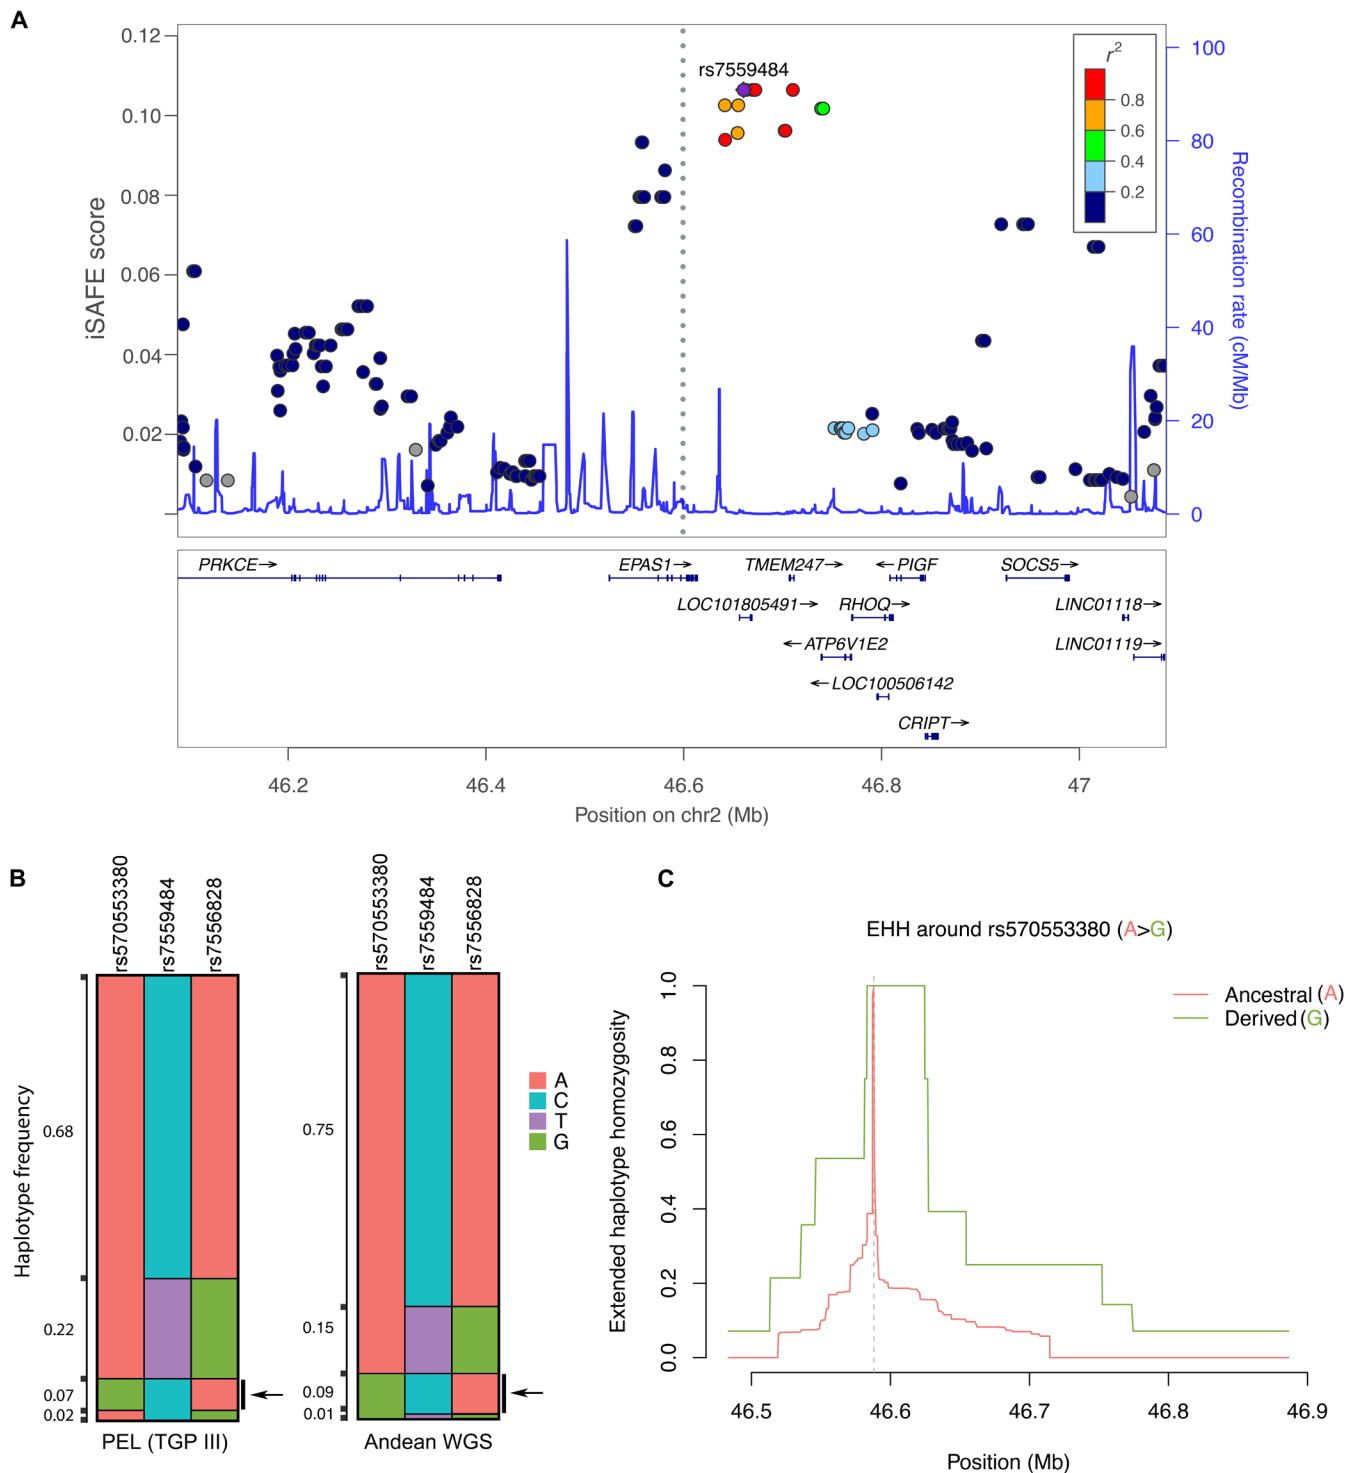 A
0.12
0.10
0.08
0.06
0.04
0.02
iSAFE score
rs7559484
r²
0.8
0.6
0.4
0.2
100
80
60
40
20
0
Recombination rate (cM/Mb)
PRKCE→ EPAS1→ TMEM247→ ←PIGF SOCS5→
LOC101805491→ RHOQ→ LINC01118→
←ATP6V1E2 LINC01119→
←LOC100506142
CRIPT→
46.2 46.4 46.6 46.8 47
Position on chr2 (Mb)
B
rs570553380
rs7559484
rs7556828
Haplotype frequency
0.68
0.22
0.07
0.02
PEL (TGP III)
rs570553380
rs7559484
rs7556828
0.75
0.15
0.09
0.01
Andean WGS
A
C
T
G
C
EHH around rs570553380 (A>G)
Ancestral (A)
Derived (G)
Extended haplotype homozygosity
1.0
0.8
0.6
0.4
0.2
0.0
46.5 46.6 46.7 46.8 46.9
Position (Mb)